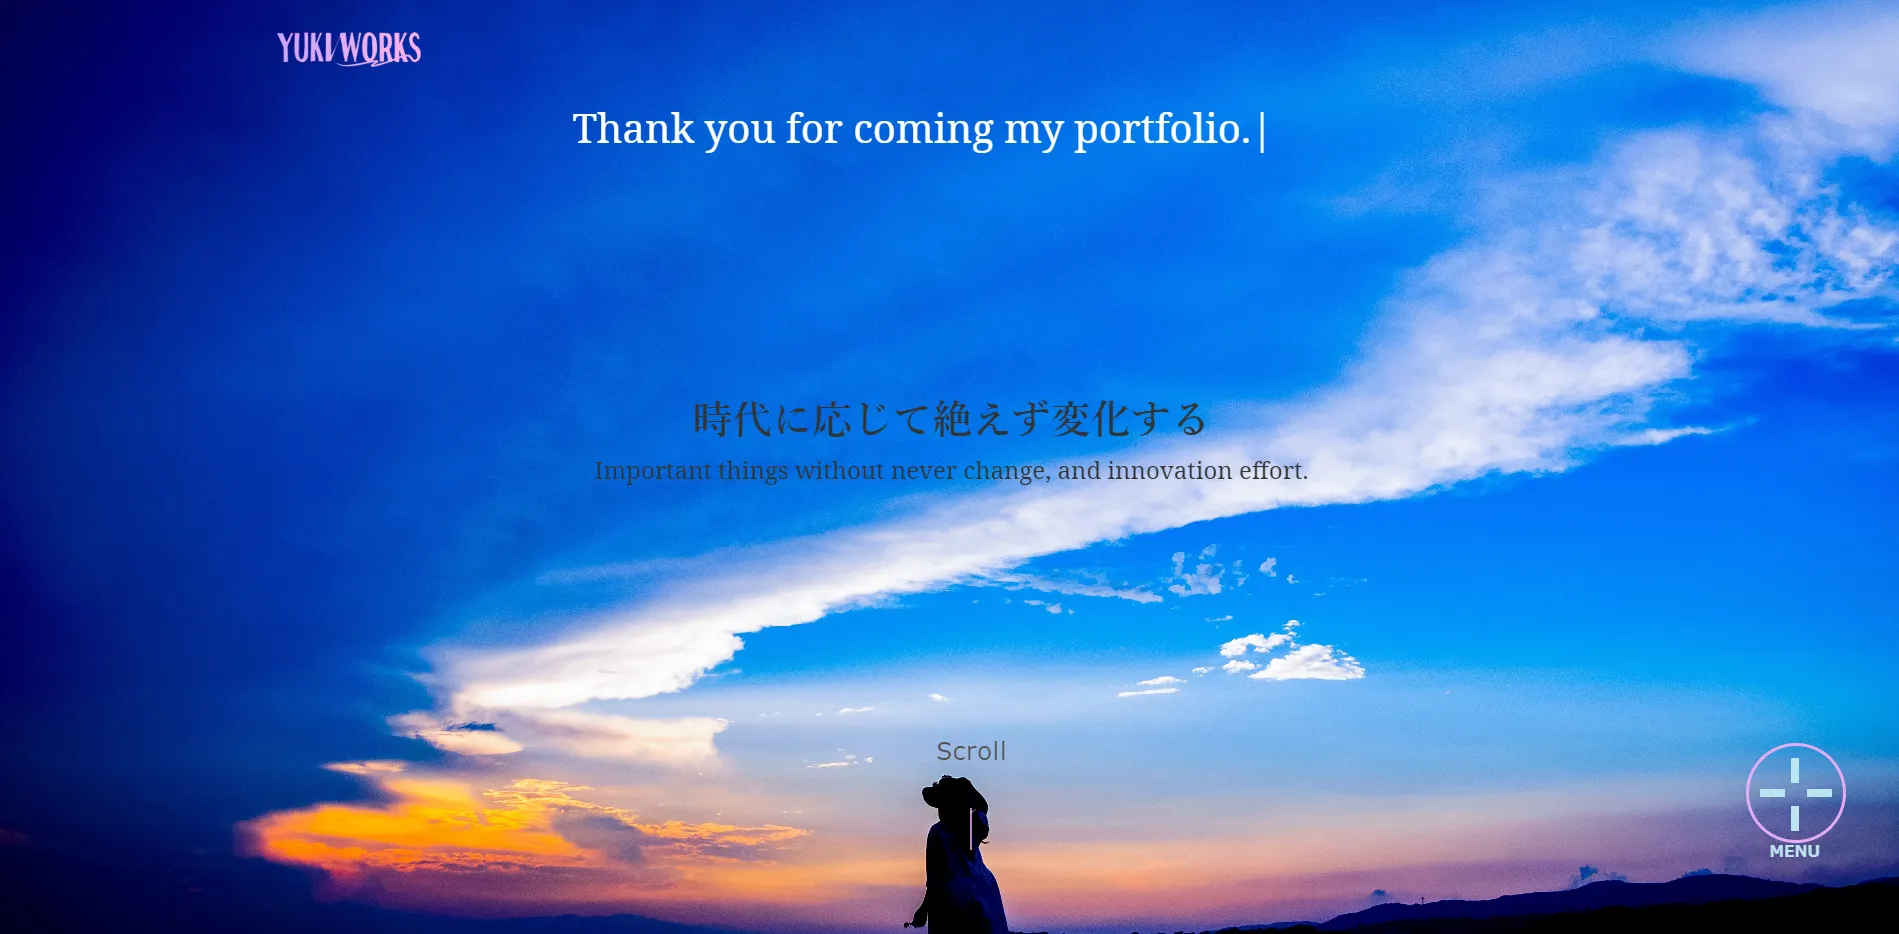 YUKI WORKS
Thank you for coming my portfolio.|
時代に応じて絶えず変化する
Important things without never change, and innovation effort.
Scroll
MENU